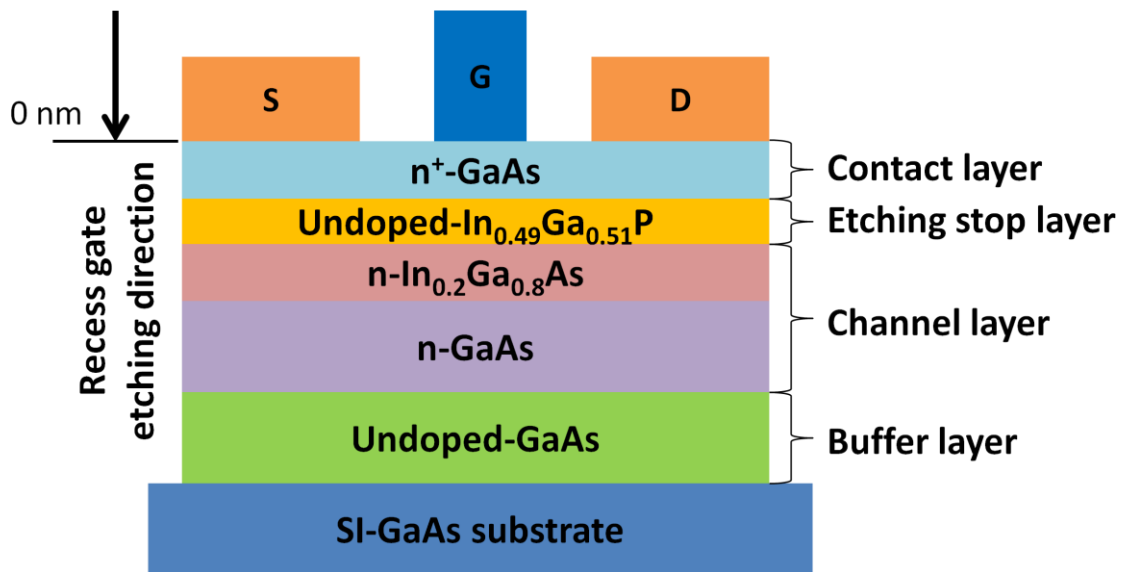 0 nm
Recess gate
etching direction
S
G
D
n⁺-GaAs
Undoped-In₀.₄₉Ga₀.₅₁P
n-In₀.₂Ga₀.₈As
n-GaAs
Undoped-GaAs
SI-GaAs substrate
Contact layer
Etching stop layer
Channel layer
Buffer layer